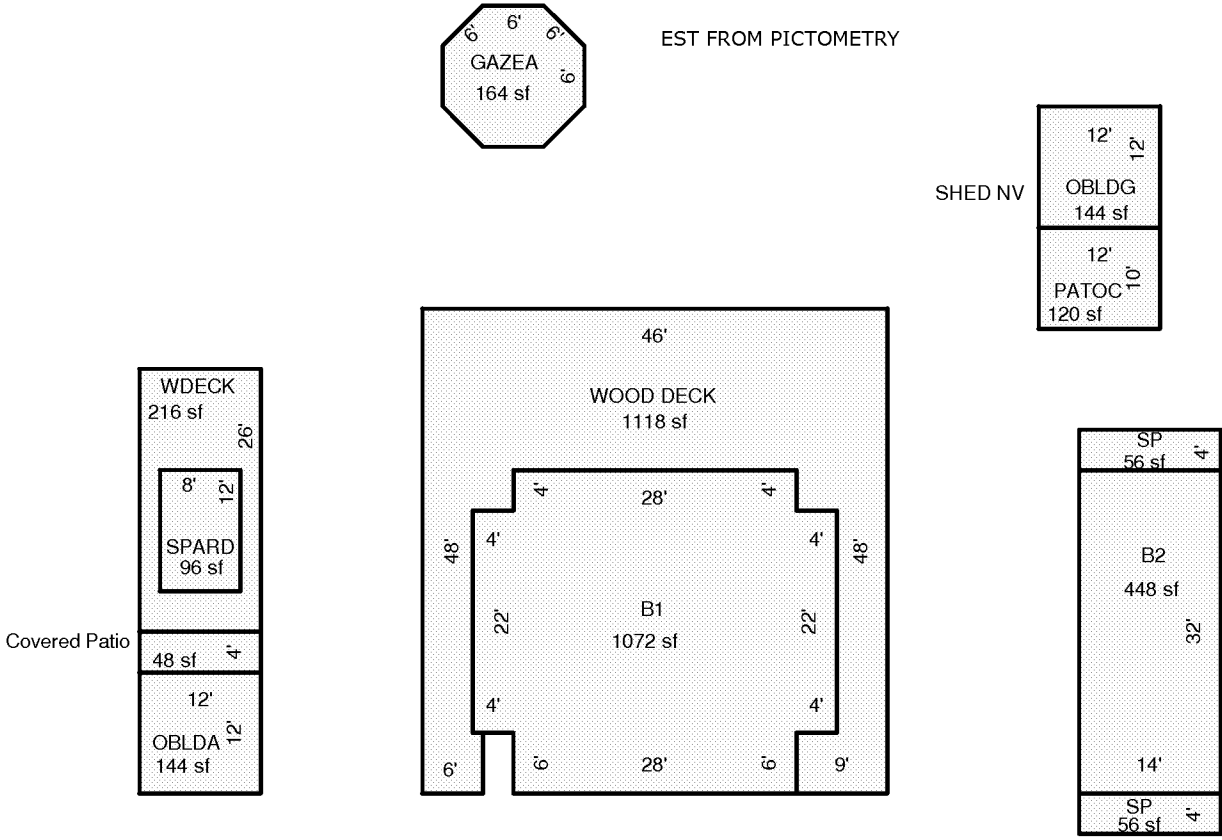 6'
6'
6'
6'
GAZEA
164 sf
EST FROM PICTOMETRY
12'
12'
SHED NV
OBLDG
144 sf
12'
10'
PATOC
120 sf
46'
WOOD DECK
1118 sf
WDECK
216 sf
26'
8'
12'
SPARD
96 sf
Covered Patio
48 sf
4'
12'
12'
OBLDA
144 sf
4'
28'
4'
48'
4'
4'
48'
22'
B1
22'
1072 sf
4'
4'
6'
6'
28'
6'
9'
SP
56 sf
4'
B2
448 sf
32'
14'
SP
56 sf
4'